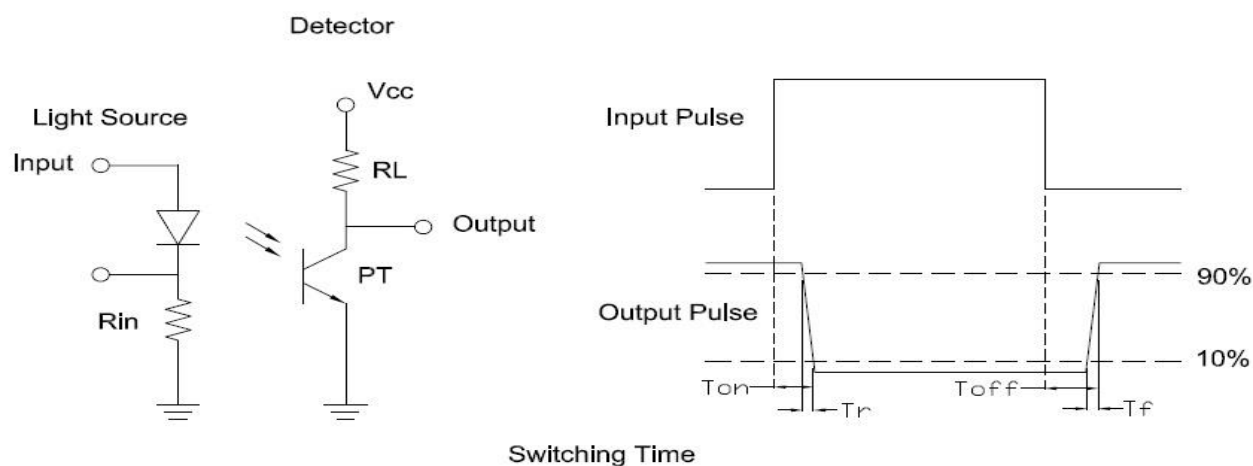 Detector
Vcc
Light Source
Input
RL
Output
PT
Rin
Input Pulse
90%
Output Pulse
10%
Ton
Toff
Tr
Tf
Switching Time